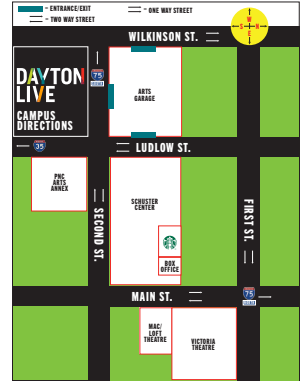 = ENTRANCE/EXIT
= ONE WAY STREET
= TWO WAY STREET
W
S N
E
WILKINSON ST.
DAYTON
LIVE
CAMPUS
DIRECTIONS
75
ARTS
GARAGE
35
LUDLOW ST.
PNC
ARTS
ANNEX
SCHUSTER
CENTER
SECOND ST.
FIRST ST.
BOX
OFFICE
MAIN ST.
75
MAC/
LOFT
THEATRE
VICTORIA
THEATRE